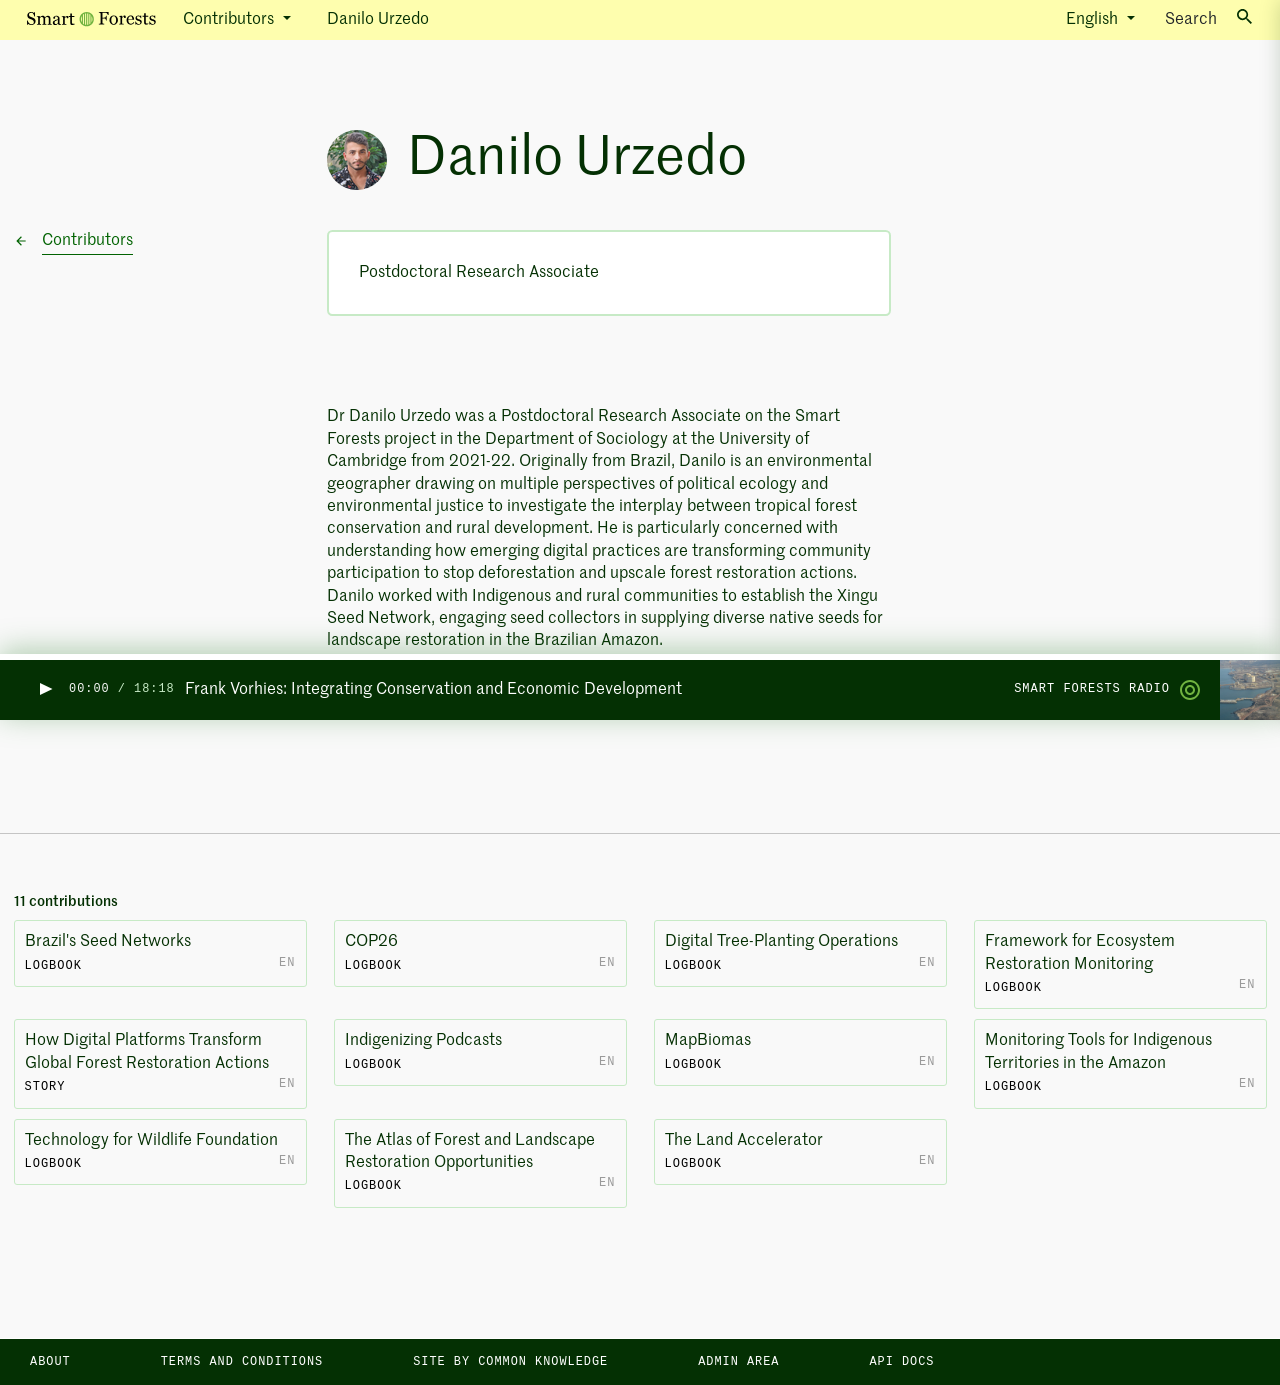 Smart Forests Contributors Danilo Urzedo English Search
Danilo Urzedo
← Contributors
Postdoctoral Research Associate
Dr Danilo Urzedo was a Postdoctoral Research Associate on the Smart
Forests project in the Department of Sociology at the University of
Cambridge from 2021-22. Originally from Brazil, Danilo is an environmental
geographer drawing on multiple perspectives of political ecology and
environmental justice to investigate the interplay between tropical forest
conservation and rural development. He is particularly concerned with
understanding how emerging digital practices are transforming community
participation to stop deforestation and upscale forest restoration actions.
Danilo worked with Indigenous and rural communities to establish the Xingu
Seed Network, engaging seed collectors in supplying diverse native seeds for
landscape restoration in the Brazilian Amazon.
00:00 / 18:18 Frank Vorhies: Integrating Conservation and Economic Development SMART FORESTS RADIO
11 contributions
Brazil's Seed Networks
LOGBOOK EN
COP26
LOGBOOK EN
Digital Tree-Planting Operations
LOGBOOK EN
Framework for Ecosystem
Restoration Monitoring
LOGBOOK EN
How Digital Platforms Transform
Global Forest Restoration Actions
STORY EN
Indigenizing Podcasts
LOGBOOK EN
MapBiomas
LOGBOOK EN
Monitoring Tools for Indigenous
Territories in the Amazon
LOGBOOK EN
Technology for Wildlife Foundation
LOGBOOK EN
The Atlas of Forest and Landscape
Restoration Opportunities
LOGBOOK EN
The Land Accelerator
LOGBOOK EN
ABOUT TERMS AND CONDITIONS SITE BY COMMON KNOWLEDGE ADMIN AREA API DOCS